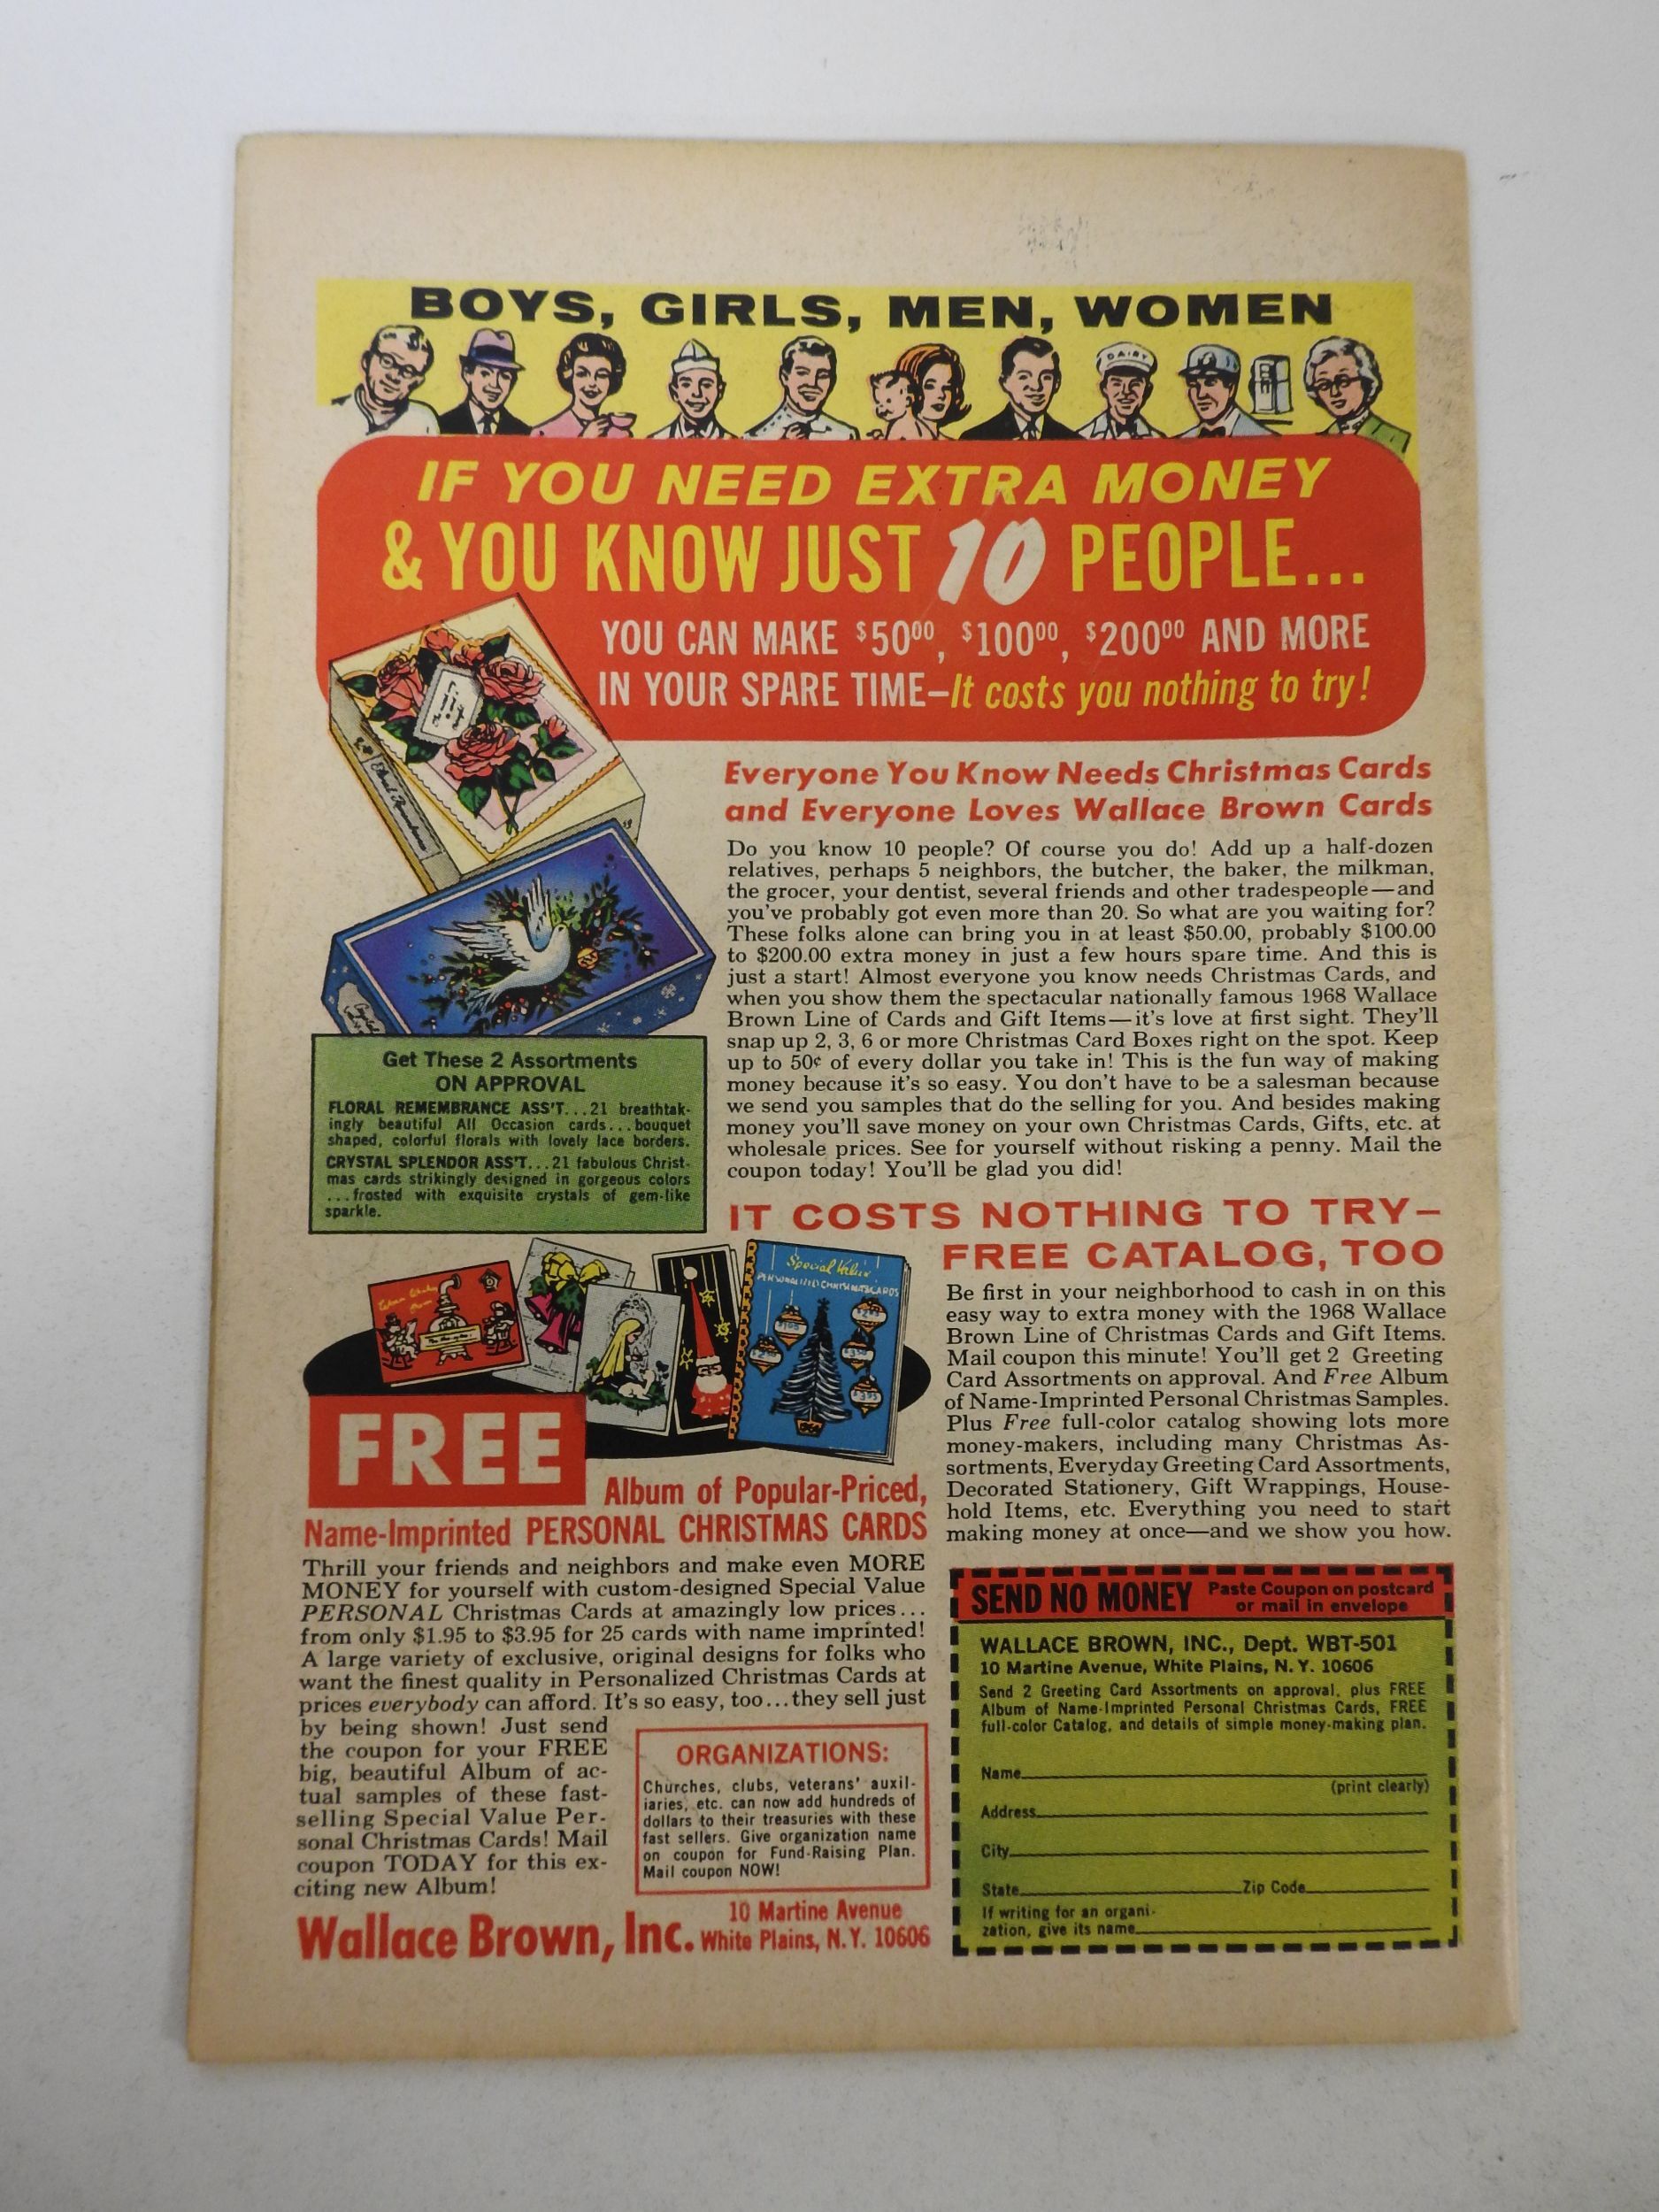 BOYS, GIRLS, MEN, WOMEN
DAIRY
IF YOU NEED EXTRA MONEY
& YOU KNOW JUST 10 PEOPLE...
YOU CAN MAKE $50⁰⁰, $100⁰⁰, $200⁰⁰ AND MORE
IN YOUR SPARE TIME—It costs you nothing to try!
Everyone You Know Needs Christmas Cards
and Everyone Loves Wallace Brown Cards
Do you know 10 people? Of course you do! Add up a half-dozen
relatives, perhaps 5 neighbors, the butcher, the baker, the milkman,
the grocer, your dentist, several friends and other tradespeople—and
you've probably got even more than 20. So what are you waiting for?
These folks alone can bring you in at least $50.00, probably $100.00
to $200.00 extra money in just a few hours spare time. And this is
just a start! Almost everyone you know needs Christmas Cards, and
when you show them the spectacular nationally famous 1968 Wallace
Brown Line of Cards and Gift Items—it's love at first sight. They'll
snap up 2, 3, 6 or more Christmas Card Boxes right on the spot. Keep
up to 50¢ of every dollar you take in! This is the fun way of making
money because it's so easy. You don't have to be a salesman because
we send you samples that do the selling for you. And besides making
money you'll save money on your own Christmas Cards, Gifts, etc. at
wholesale prices. See for yourself without risking a penny. Mail the
coupon today! You'll be glad you did!
Get These 2 Assortments
ON APPROVAL
FLORAL REMEMBRANCE ASS'T...21 breathtak-
ingly beautiful All Occasion cards...bouquet
shaped, colorful florals with lovely lace borders.
CRYSTAL SPLENDOR ASS'T...21 fabulous Christ-
mas cards strikingly designed in gorgeous colors
...frosted with exquisite crystals of gem-like
sparkle.
IT COSTS NOTHING TO TRY—
FREE CATALOG, TOO
Be first in your neighborhood to cash in on this
easy way to extra money with the 1968 Wallace
Brown Line of Christmas Cards and Gift Items.
Mail coupon this minute! You'll get 2 Greeting
Card Assortments on approval. And Free Album
of Name-Imprinted Personal Christmas Samples.
Plus Free full-color catalog showing lots more
money-makers, including many Christmas As-
sortments, Everyday Greeting Card Assortments,
Decorated Stationery, Gift Wrappings, House-
hold Items, etc. Everything you need to start
making money at once—and we show you how.
Special Value
PERSONALIZED CHRISTMAS CARDS
FREE
Album of Popular-Priced,
Name-Imprinted PERSONAL CHRISTMAS CARDS
Thrill your friends and neighbors and make even MORE
MONEY for yourself with custom-designed Special Value
PERSONAL Christmas Cards at amazingly low prices...
from only $1.95 to $3.95 for 25 cards with name imprinted!
A large variety of exclusive, original designs for folks who
want the finest quality in Personalized Christmas Cards at
prices everybody can afford. It's so easy, too...they sell just
by being shown! Just send
the coupon for your FREE
big, beautiful Album of ac-
tual samples of these fast-
selling Special Value Per-
sonal Christmas Cards! Mail
coupon TODAY for this ex-
citing new Album!
ORGANIZATIONS:
Churches, clubs, veterans' auxil-
iaries, etc. can now add hundreds of
dollars to their treasuries with these
fast sellers. Give organization name
on coupon for Fund-Raising Plan.
Mail coupon NOW!
Wallace Brown, Inc.
10 Martine Avenue
White Plains, N.Y. 10606
SEND NO MONEY
Paste Coupon on postcard
or mail in envelope
WALLACE BROWN, INC., Dept. WBT-501
10 Martine Avenue, White Plains, N.Y. 10606
Send 2 Greeting Card Assortments on approval, plus FREE
Album of Name-Imprinted Personal Christmas Cards, FREE
full-color Catalog, and details of simple money-making plan.
Name
(print clearly)
Address
City
State Zip Code
If writing for an organi-
zation, give its name